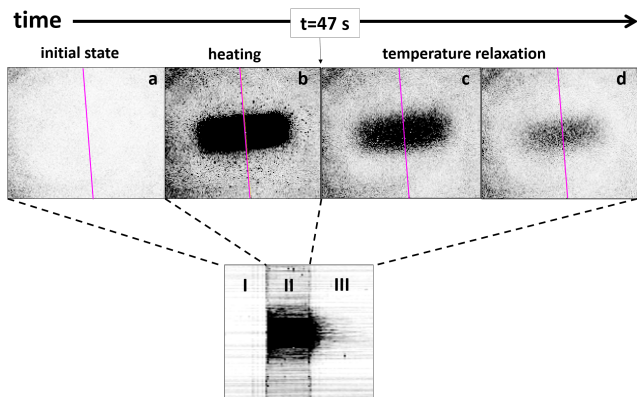 time
t=47 s
initial state
heating
temperature relaxation
a
b
c
d
I
II
III